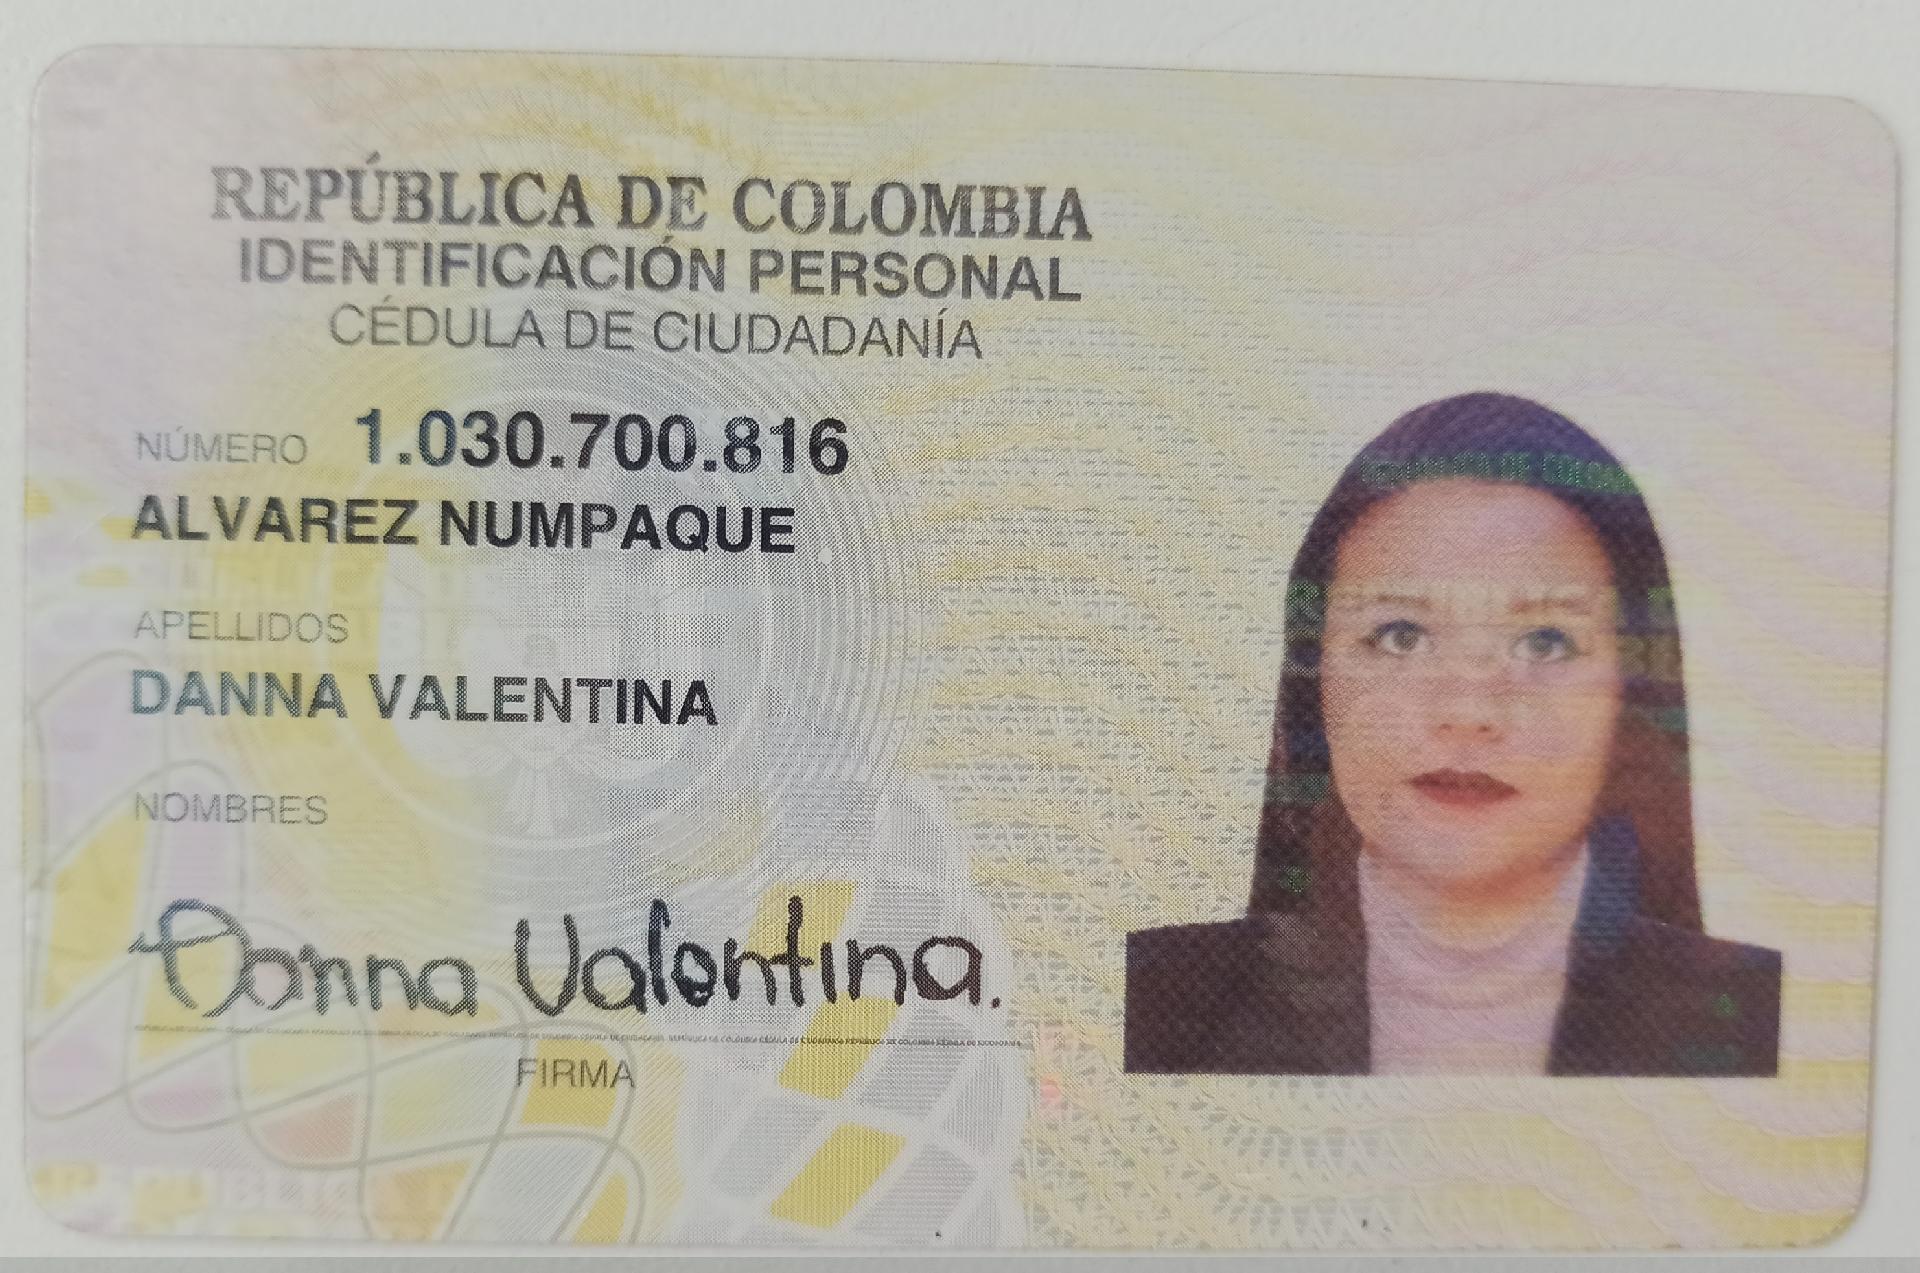 REPÚBLICA DE COLOMBIA
IDENTIFICACIÓN PERSONAL
CÉDULA DE CIUDADANÍA
NÚMERO 1.030.700.816
ALVAREZ NUMPAQUE
APELLIDOS
DANNA VALENTINA
NOMBRES
Danna Valentina.
FIRMA